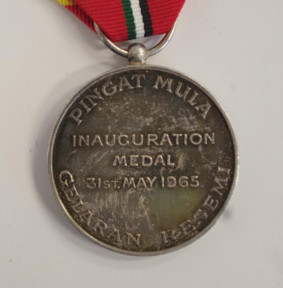 PINGAT MULA
INAUGURATION
MEDAL
31ST MAY 1965
GELARAN RESEMI